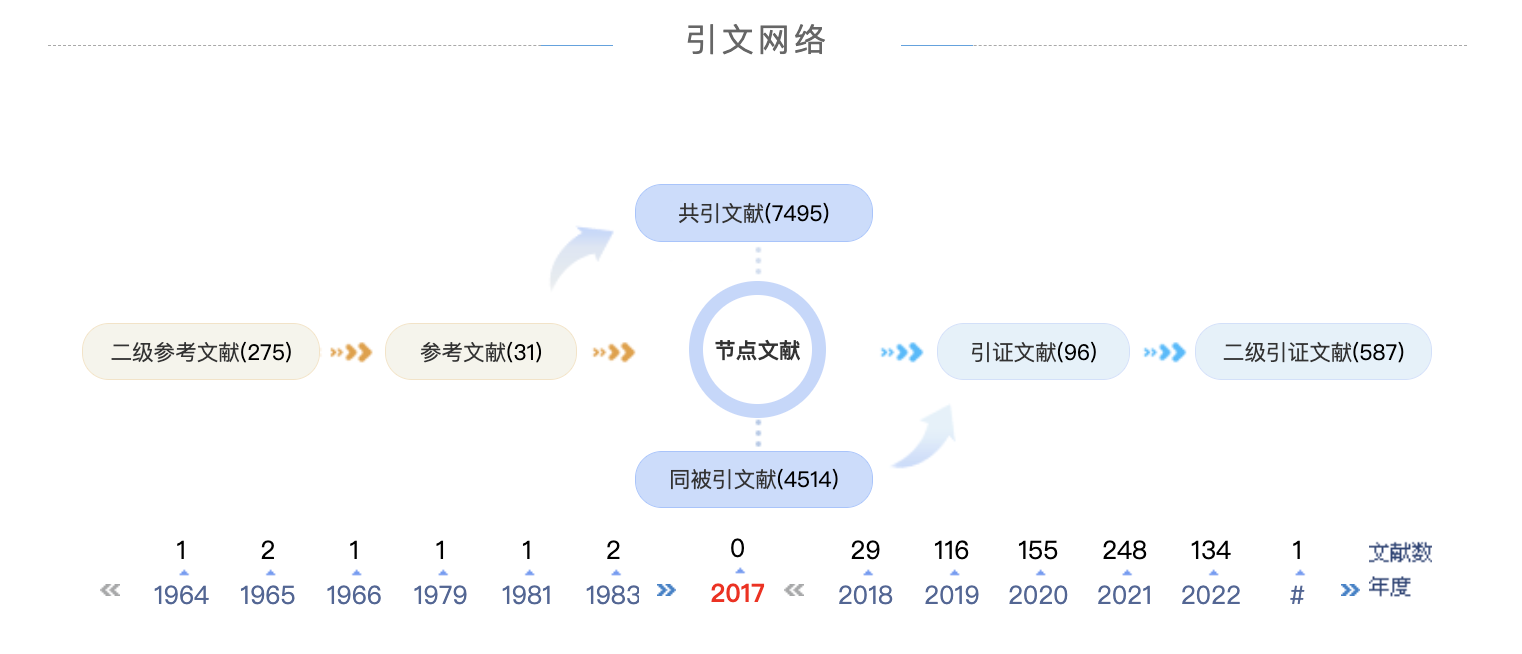 引文网络
共引文献(7495)
二级参考文献(275)
参考文献(31)
节点文献
引证文献(96)
二级引证文献(587)
同被引文献(4514)
1 2 1 1 1 2 0 29 116 155 248 134 1 文献数
1964 1965 1966 1979 1981 1983 2017 2018 2019 2020 2021 2022 # 年度